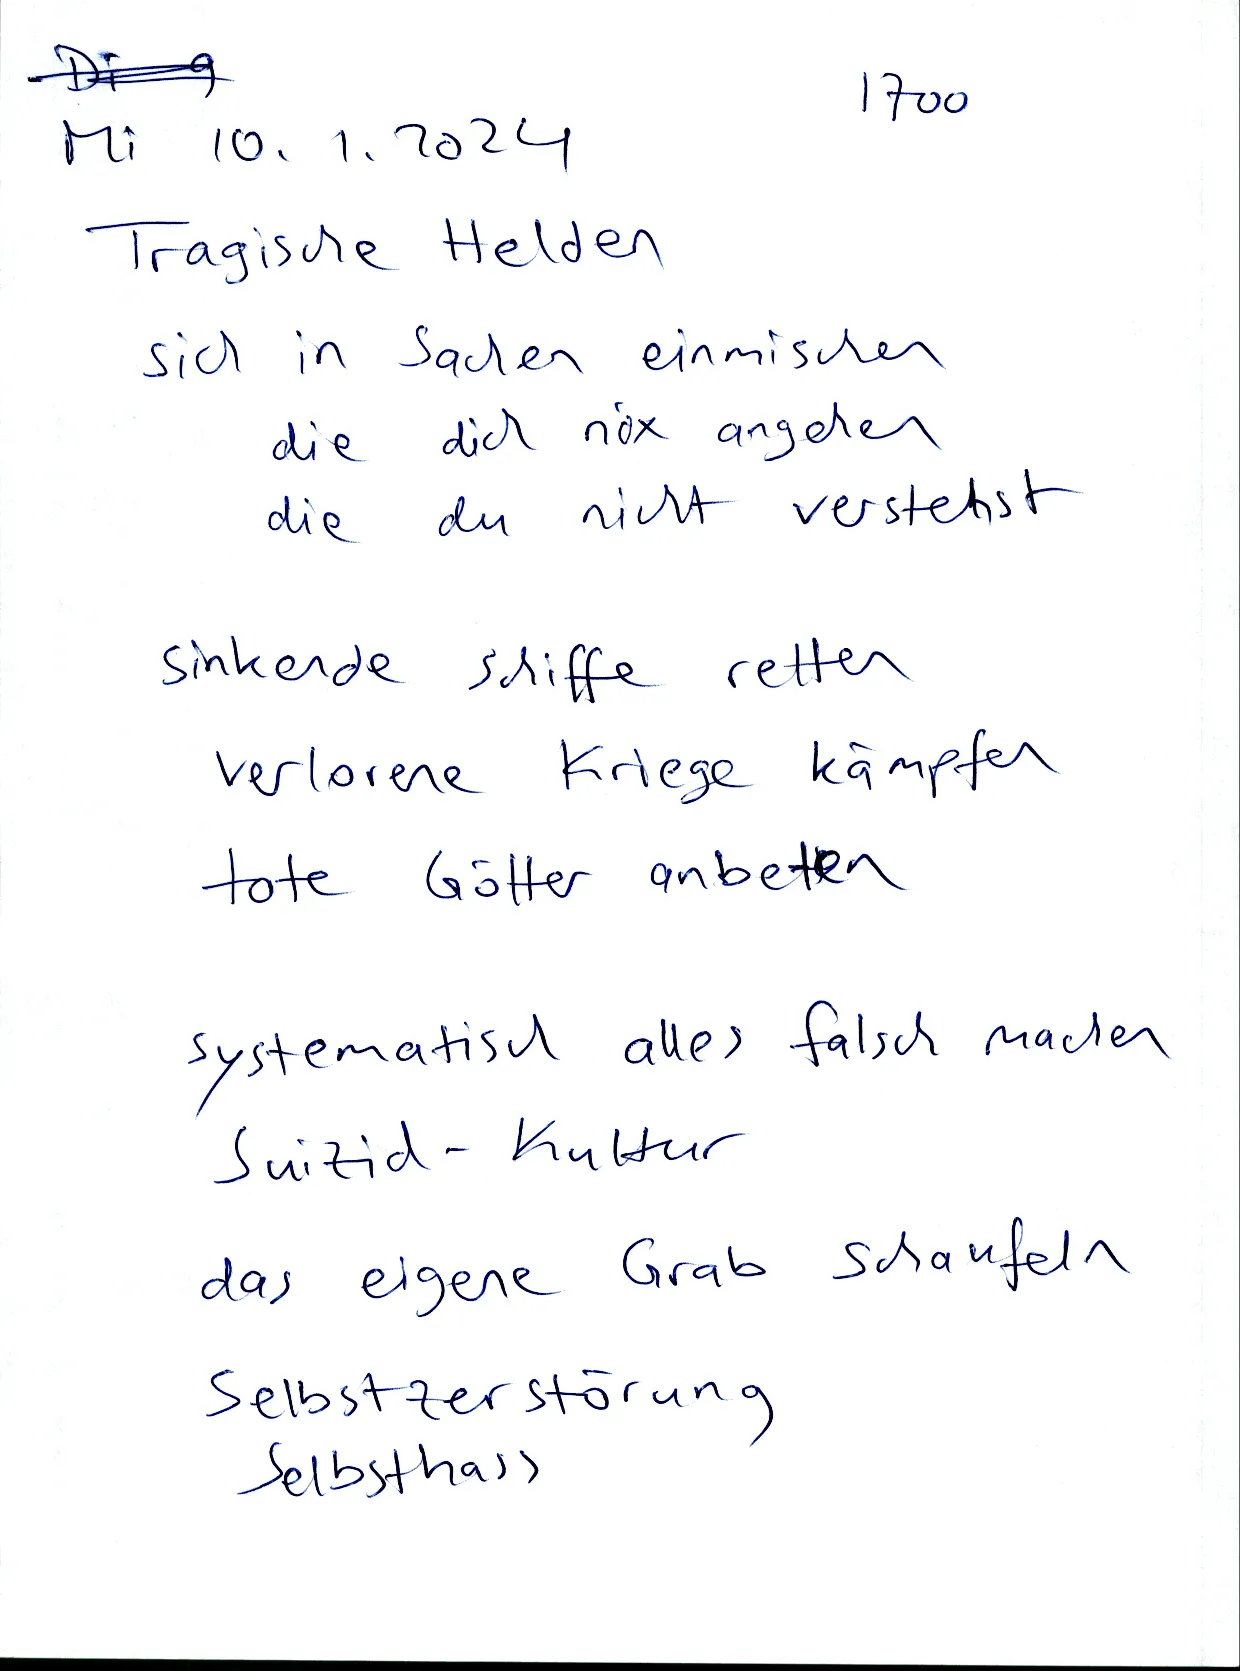 Di 9
1700
Mi 10. 1. 2024
Tragische Helden
sich in Sachen einmischen
die dich nöx angehen
die du nicht verstehst
sinkende schiffe retten
verlorene Kriege kämpfen
tote Götter anbeten
systematisch alles falsch machen
Suizid-Kultur
das eigene Grab schaufeln
Selbstzerstörung
Selbsthass